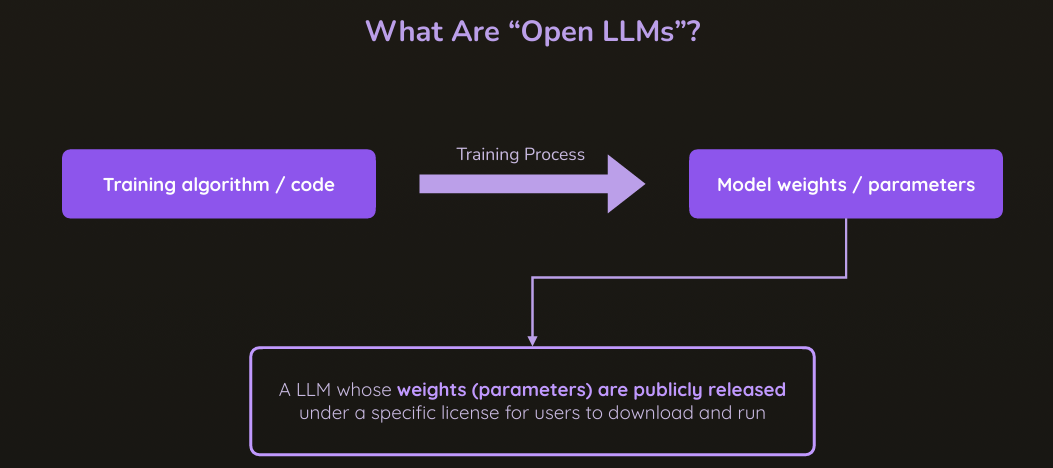 What Are “Open LLMs”?
Training Process
Training algorithm / code
Model weights / parameters
A LLM whose weights (parameters) are publicly released
under a specific license for users to download and run